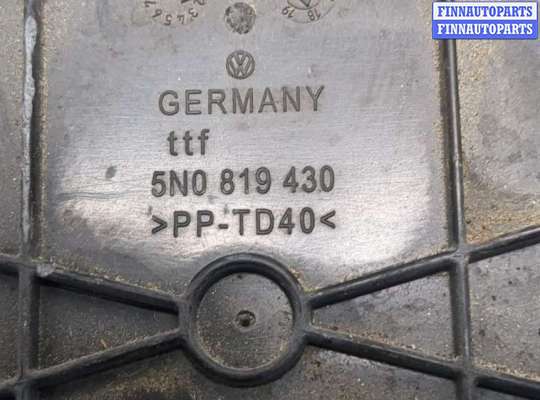 FINNAUTOPARTS
FINNAUTOPARTS
GERMANY
ttf
5N0 819 430
>PP-TD40<